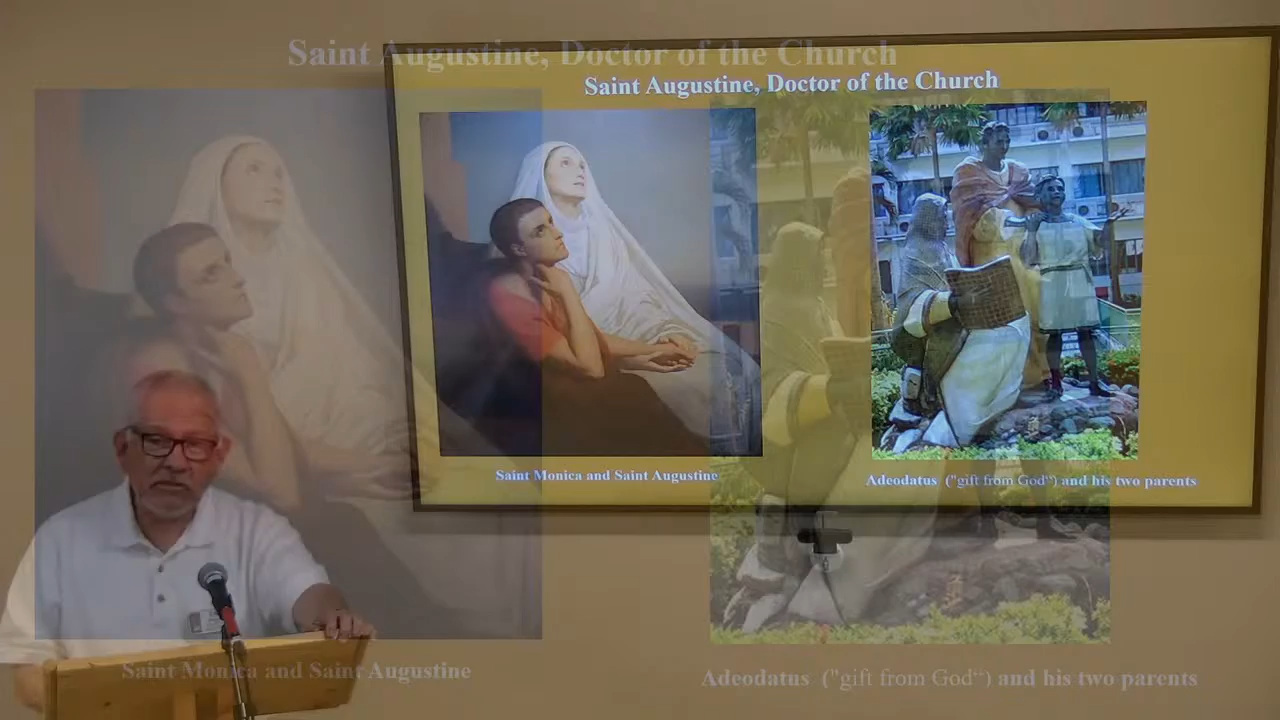 Saint Augustine, Doctor of the Church
Saint Augustine, Doctor of the Church
Saint Monica and Saint Augustine
Adeodatus ("gift from God“) and his two parents
Saint Monica and Saint Augustine
Adeodatus ("gift from God“) and his two parents